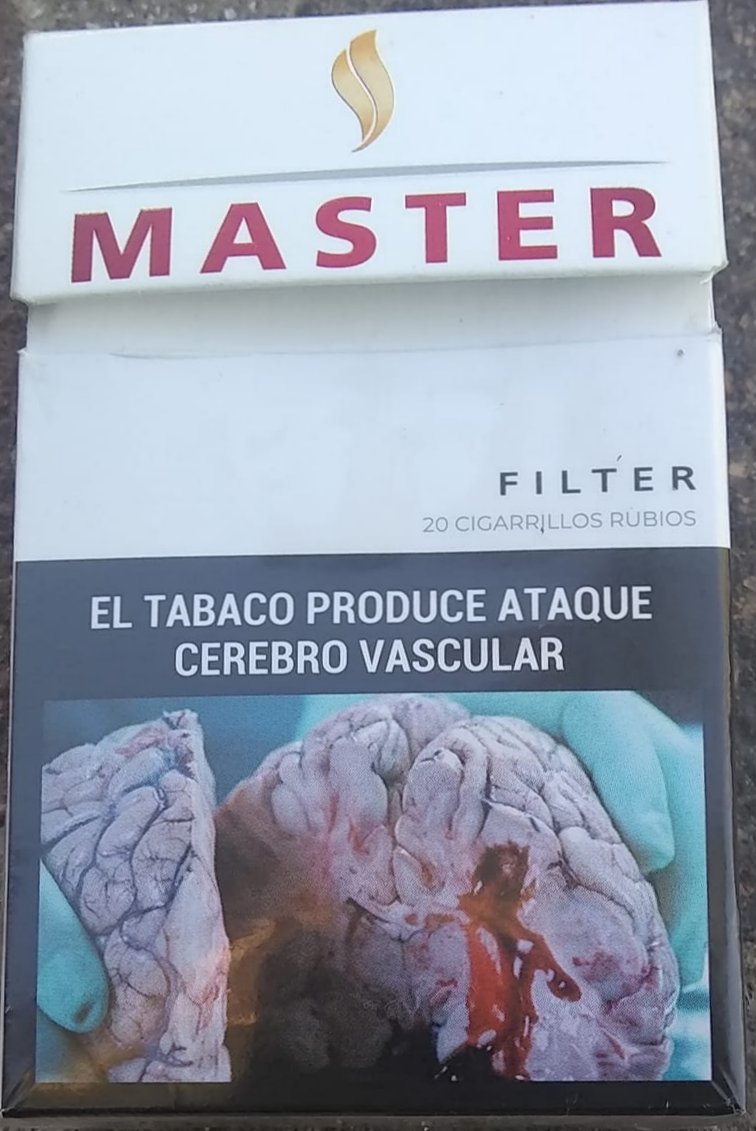 MASTER
FILTER
20 CIGARRILLOS RUBIOS
EL TABACO PRODUCE ATAQUE
CEREBRO VASCULAR